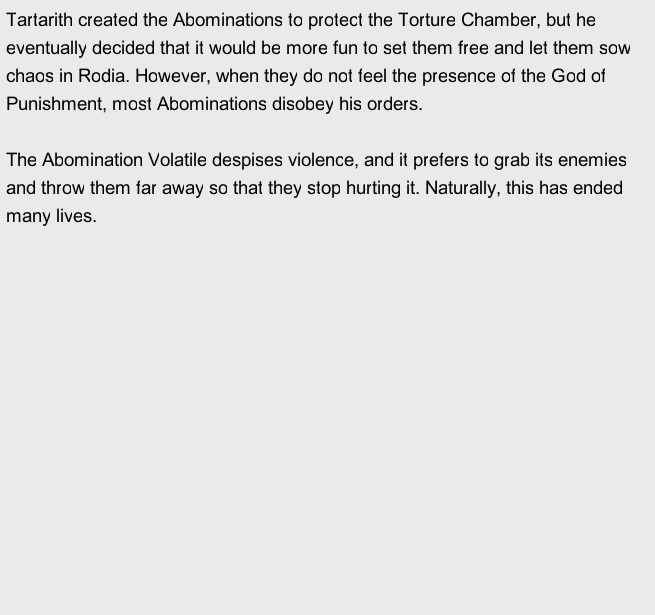 Tartarith created the Abominations to protect the Torture Chamber, but he
eventually decided that it would be more fun to set them free and let them sow
chaos in Rodia. However, when they do not feel the presence of the God of
Punishment, most Abominations disobey his orders.

The Abomination Volatile despises violence, and it prefers to grab its enemies
and throw them far away so that they stop hurting it. Naturally, this has ended
many lives.